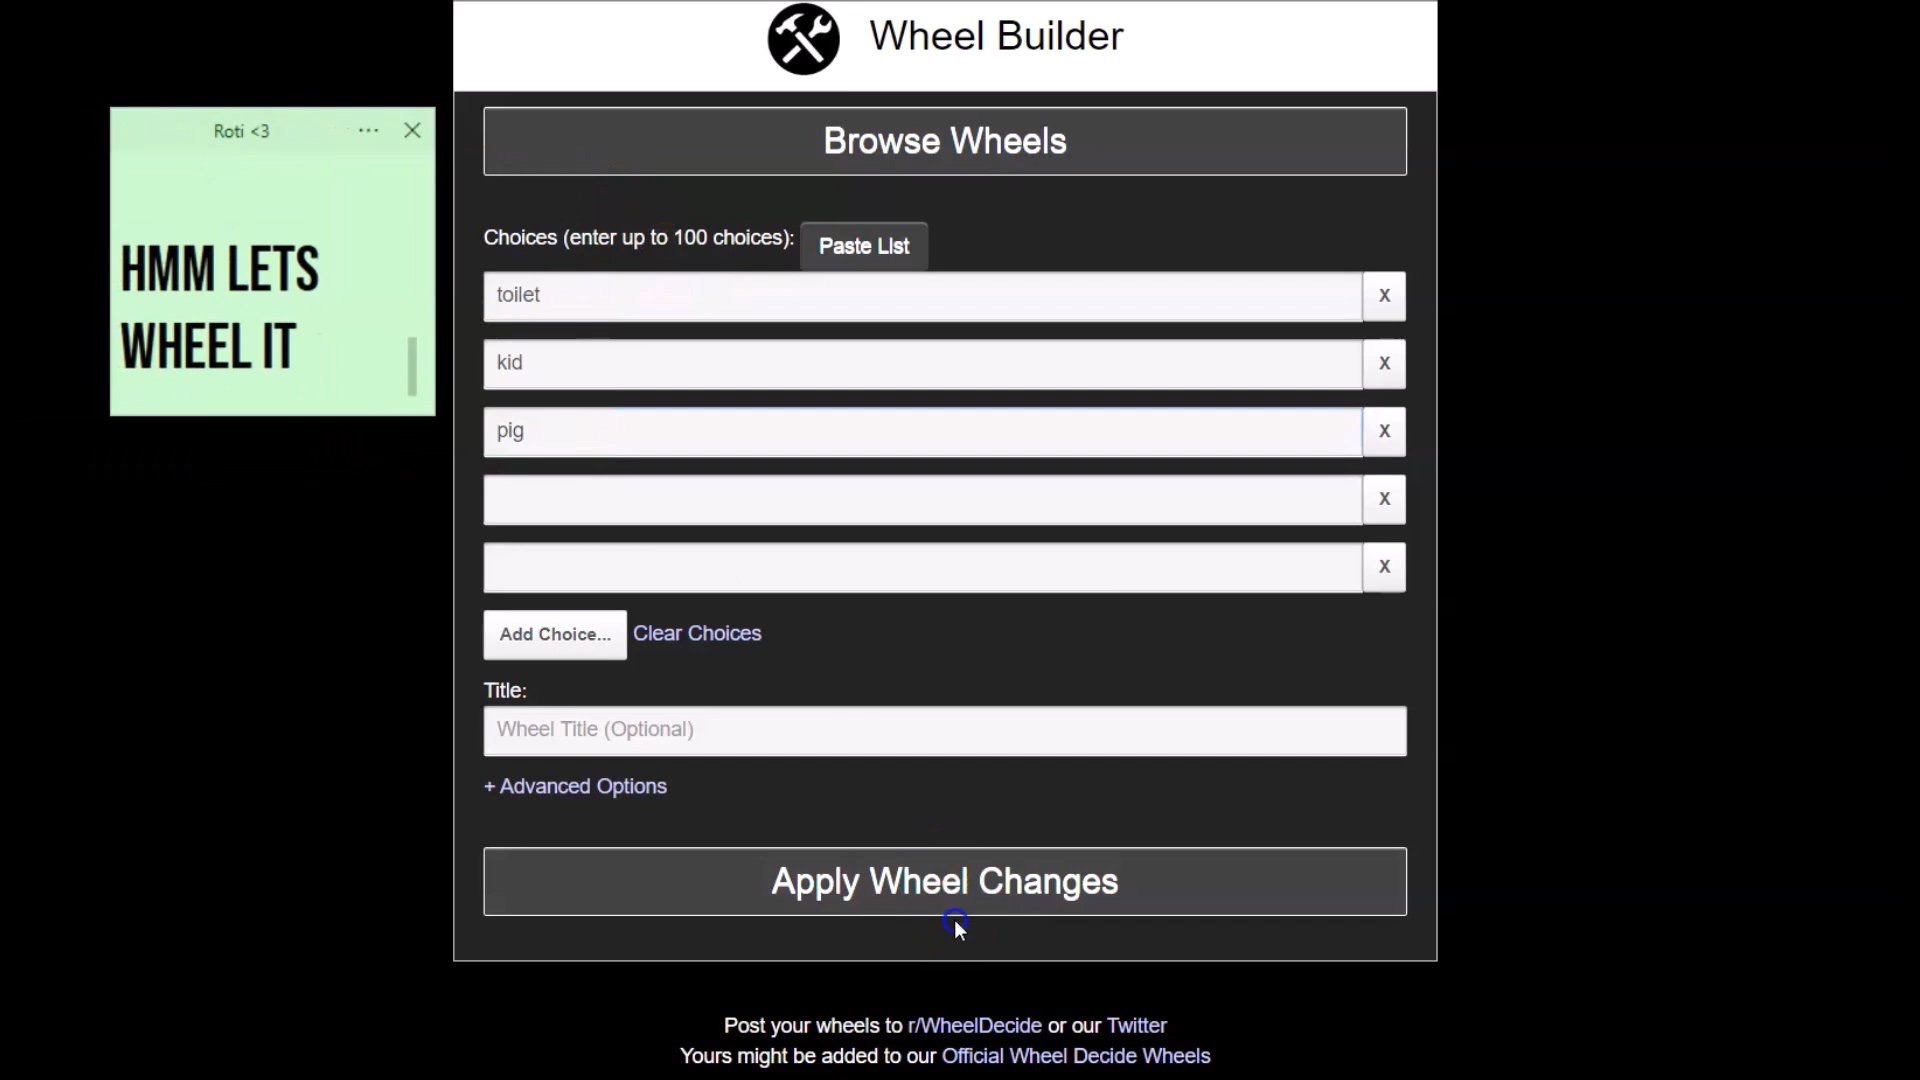 Wheel Builder
Roti <3
HMM LETS
WHEEL IT
Browse Wheels
Choices (enter up to 100 choices): Paste List
toilet X
kid X
pig X
X
X
Add Choice... Clear Choices
Title:
Wheel Title (Optional)
+ Advanced Options
Apply Wheel Changes
Post your wheels to r/WheelDecide or our Twitter
Yours might be added to our Official Wheel Decide Wheels